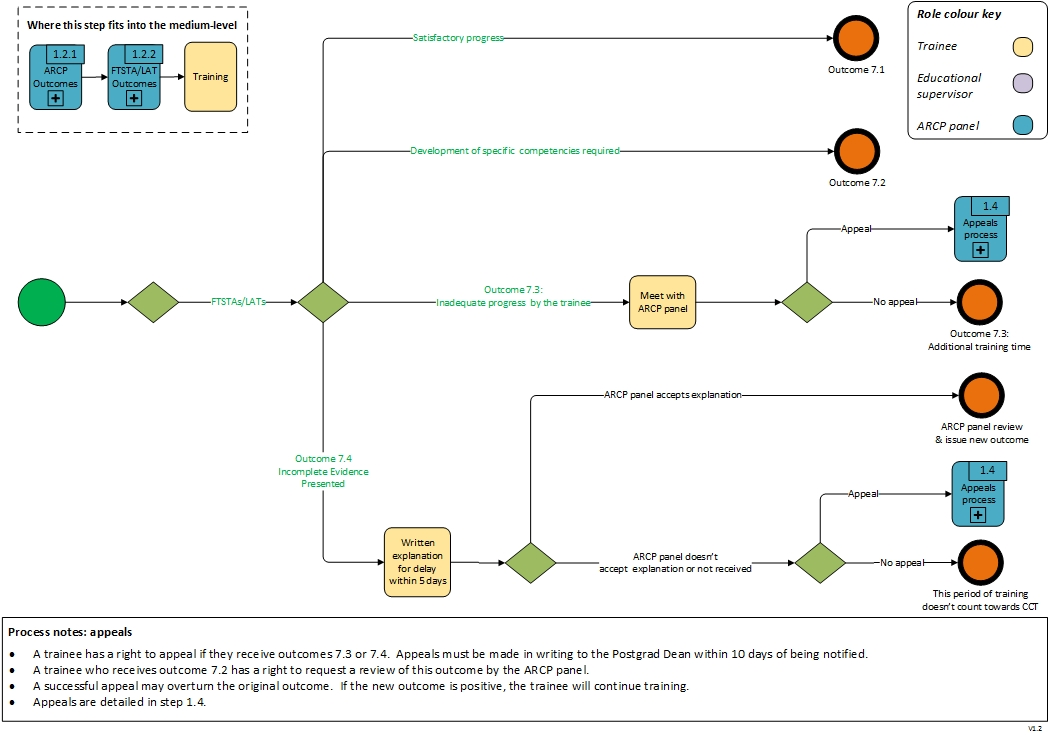 Where this step fits into the medium-level
1.2.1
ARCP
Outcomes
1.2.2
FTSTA/LAT
Outcomes
Training
Satisfactory progress
Outcome 7.1
Role colour key
Trainee
Educational
supervisor
ARCP panel
Development of specific competencies required
Outcome 7.2
1.4
Appeals
process
Appeal
FTSTAs/LATs
Outcome 7.3:
Inadequate progress by the trainee
Meet with
ARCP panel
No appeal
Outcome 7.3:
Additional training time
ARCP panel accepts explanation
ARCP panel review
& issue new outcome
Outcome 7.4
Incomplete Evidence
Presented
1.4
Appeals
process
Appeal
Written
explanation
for delay
within 5 days
ARCP panel doesn't
accept explanation or not received
No appeal
This period of training
doesn't count towards CCT
Process notes: appeals
• A trainee has a right to appeal if they receive outcomes 7.3 or 7.4. Appeals must be made in writing to the Postgrad Dean within 10 days of being notified.
• A trainee who receives outcome 7.2 has a right to request a review of this outcome by the ARCP panel.
• A successful appeal may overturn the original outcome. If the new outcome is positive, the trainee will continue training.
• Appeals are detailed in step 1.4.
V1.2